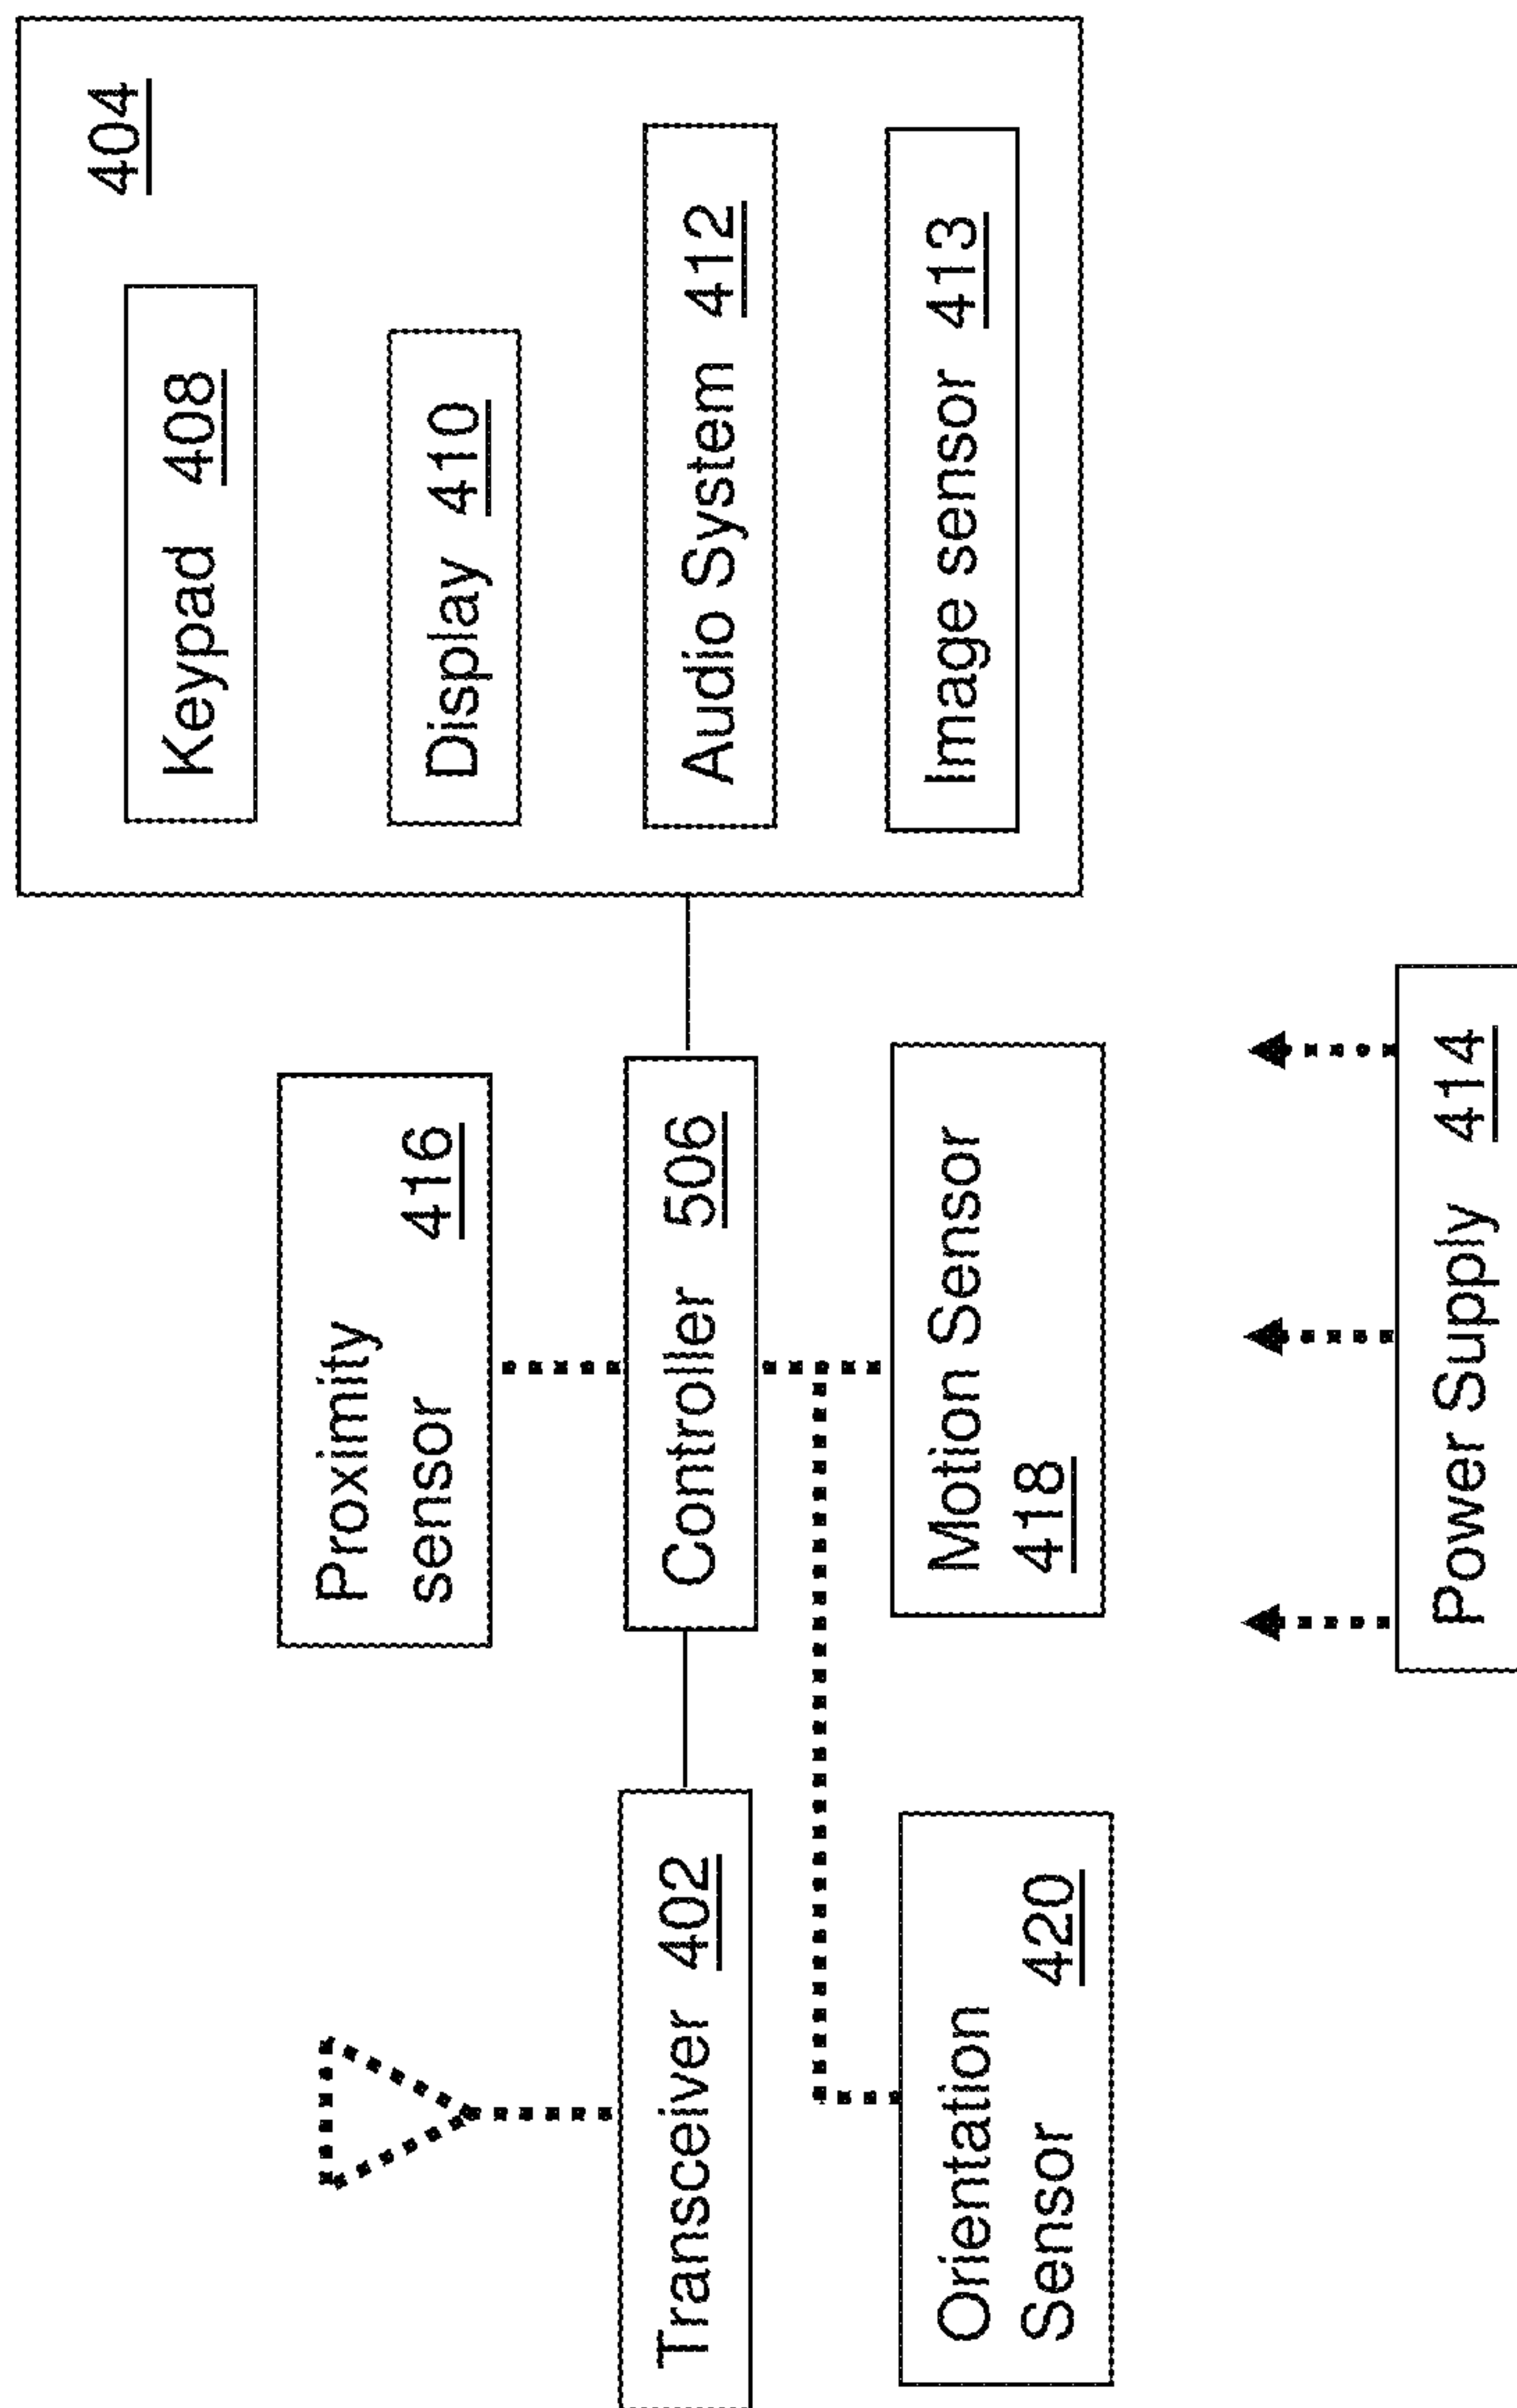 404
Keypad 408
Display 410
Audio System 412
Image sensor 413
Proximity
sensor 416
Controller 506
Motion Sensor
418
Transceiver 402
Orientation
Sensor 420
Power Supply 414